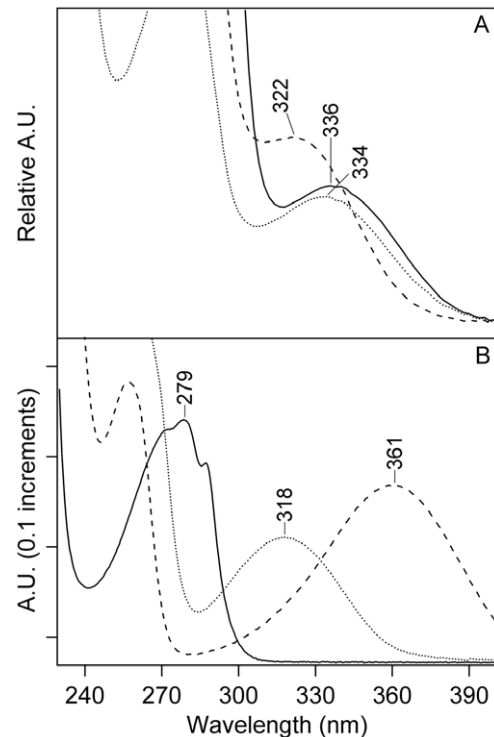 A
322
336
334
Relative A.U.
B
279
318
361
A.U. (0.1 increments)
240 270 300 330 360 390
Wavelength (nm)